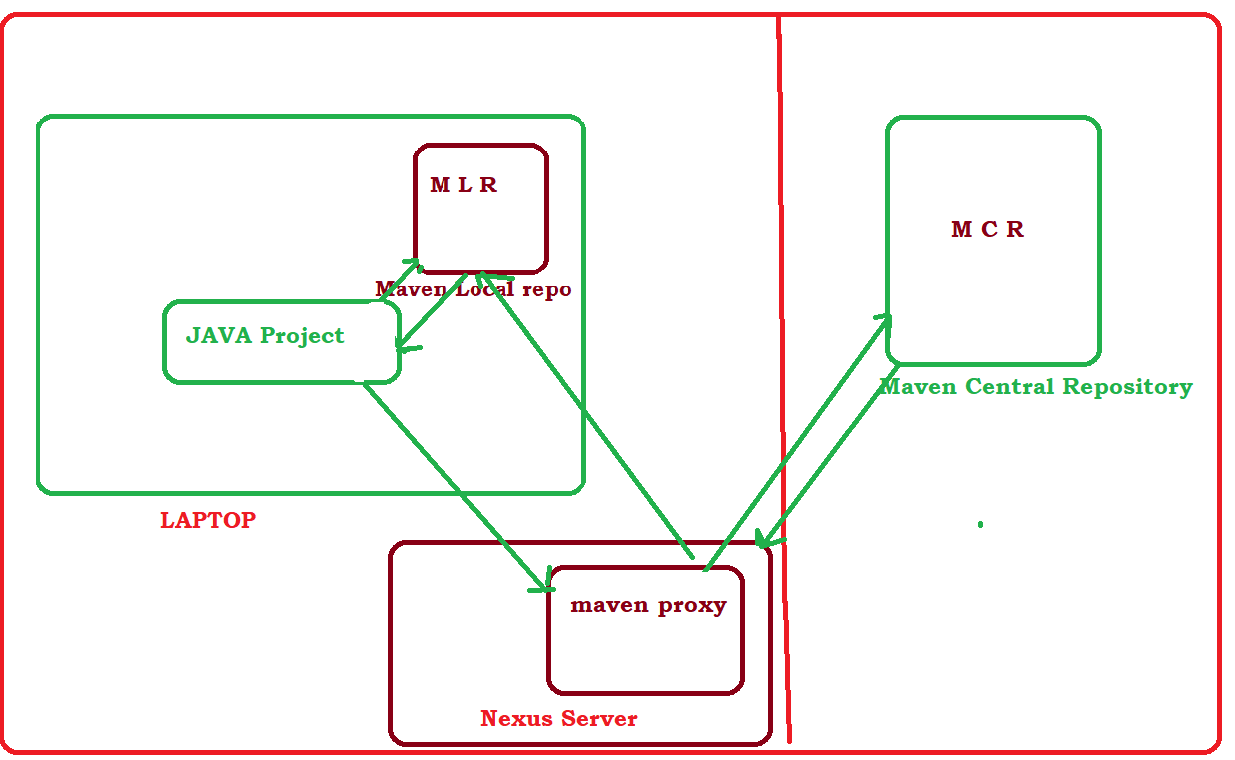 M L R
M C R
Maven Local repo
JAVA Project
Maven Central Repository
LAPTOP
maven proxy
Nexus Server